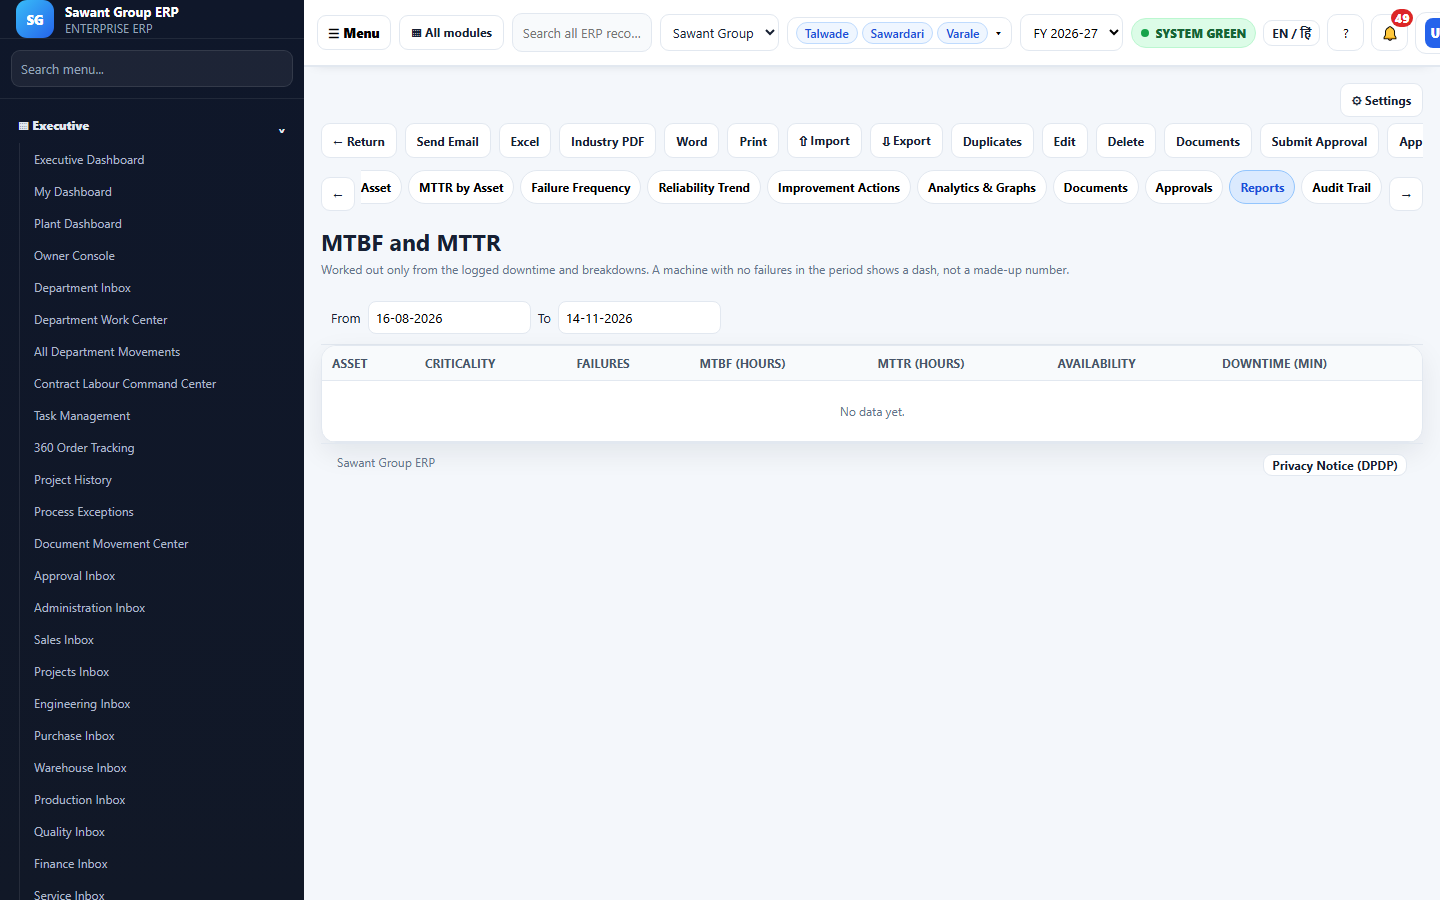 SG
Sawant Group ERP
ENTERPRISE ERP
Search menu...
Executive
Executive Dashboard
My Dashboard
Plant Dashboard
Owner Console
Department Inbox
Department Work Center
All Department Movements
Contract Labour Command Center
Task Management
360 Order Tracking
Project History
Process Exceptions
Document Movement Center
Approval Inbox
Administration Inbox
Sales Inbox
Projects Inbox
Engineering Inbox
Purchase Inbox
Warehouse Inbox
Production Inbox
Quality Inbox
Finance Inbox
Service Inbox
☰ Menu
All modules
Search all ERP reco...
Sawant Group
Talwade Sawardari Varale
FY 2026-27
SYSTEM GREEN
EN / हिं
?
49
U
⚙ Settings
← Return Send Email Excel Industry PDF Word Print ⇧ Import ⇩ Export Duplicates Edit Delete Documents Submit Approval App
← Asset MTTR by Asset Failure Frequency Reliability Trend Improvement Actions Analytics & Graphs Documents Approvals Reports Audit Trail →
MTBF and MTTR
Worked out only from the logged downtime and breakdowns. A machine with no failures in the period shows a dash, not a made-up number.
From 16-08-2026 To 14-11-2026
ASSET CRITICALITY FAILURES MTBF (HOURS) MTTR (HOURS) AVAILABILITY DOWNTIME (MIN)
No data yet.
Sawant Group ERP
Privacy Notice (DPDP)